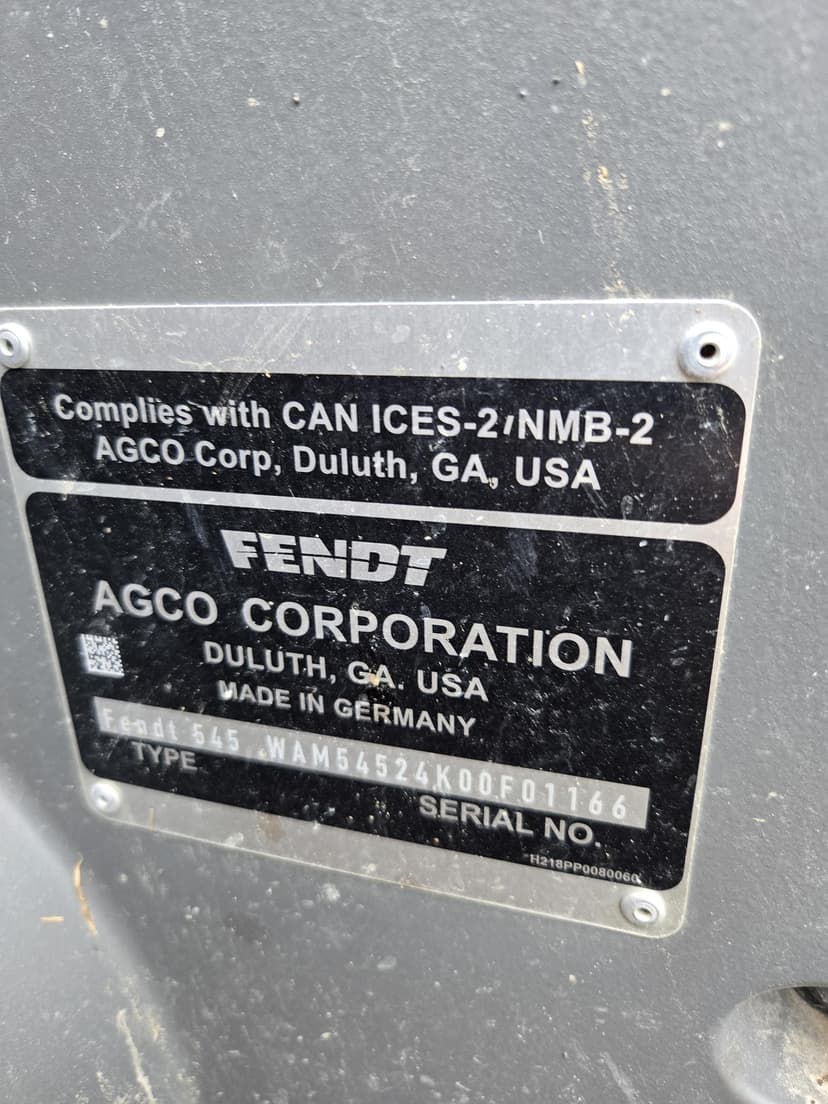 Complies with CAN ICES-2/NMB-2
AGCO Corp, Duluth, GA, USA
FENDT
AGCO CORPORATION
DULUTH, GA. USA
MADE IN GERMANY
Fendt 545 WAM54524K00F01166
TYPE
SERIAL NO.
H218PP0080060